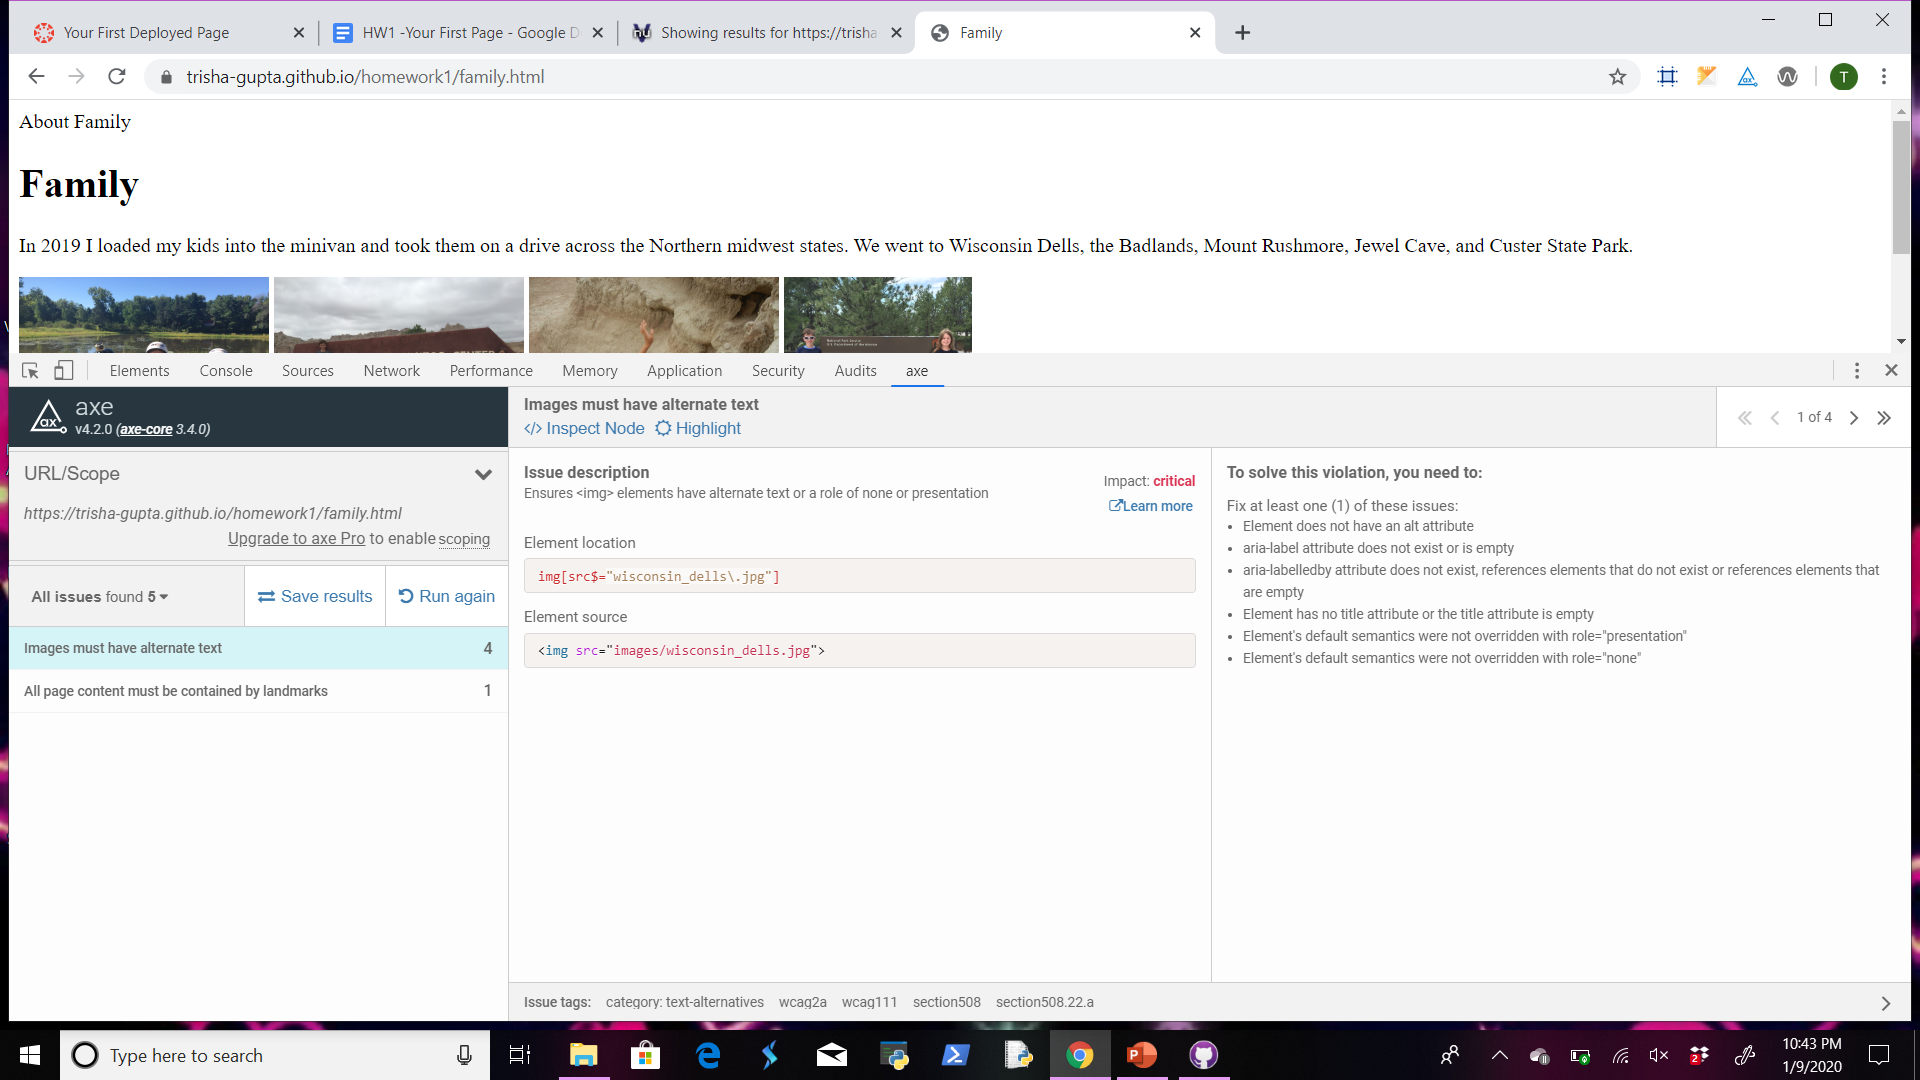 Your First Deployed Page
HW1 -Your First Page - Google D
Showing results for https://trisha
Family
trisha-gupta.github.io/homework1/family.html
T
About Family
Family
In 2019 I loaded my kids into the minivan and took them on a drive across the Northern midwest states. We went to Wisconsin Dells, the Badlands, Mount Rushmore, Jewel Cave, and Custer State Park.
Elements Console Sources Network Performance Memory Application Security Audits axe
axe
v4.2.0 (axe-core 3.4.0)
URL/Scope
https://trisha-gupta.github.io/homework1/family.html
Upgrade to axe Pro to enable scoping
All issues found 5
Save results
Run again
Images must have alternate text 4
All page content must be contained by landmarks 1
Images must have alternate text
</> Inspect Node Highlight
1 of 4
Issue description
Ensures <img> elements have alternate text or a role of none or presentation
Impact: critical
Learn more
Element location
img[src$="wisconsin_dells\.jpg"]
Element source
<img src="images/wisconsin_dells.jpg">
To solve this violation, you need to:
Fix at least one (1) of these issues:
• Element does not have an alt attribute
• aria-label attribute does not exist or is empty
• aria-labelledby attribute does not exist, references elements that do not exist or references elements that
are empty
• Element has no title attribute or the title attribute is empty
• Element's default semantics were not overridden with role="presentation"
• Element's default semantics were not overridden with role="none"
Issue tags: category: text-alternatives wcag2a wcag111 section508 section508.22.a
Type here to search
10:43 PM
1/9/2020